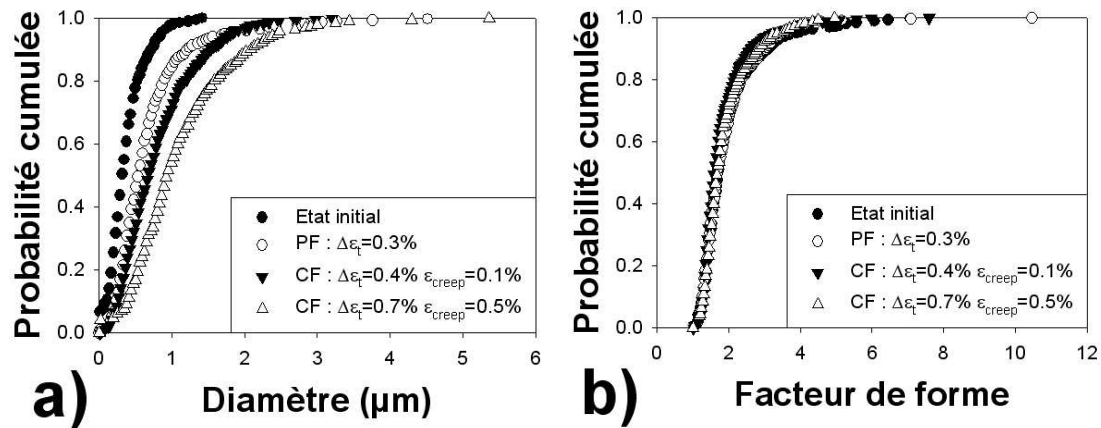 Probabilité cumulée
1.0
0.8
0.6
0.4
0.2
0.0
Etat initial
PF : Δεt=0.3%
CF : Δεt=0.4% εcreep=0.1%
CF : Δεt=0.7% εcreep=0.5%
0 1 2 3 4 5 6
Diamètre (µm)
a)
Probabilité cumulée
1.0
0.8
0.6
0.4
0.2
0.0
Etat initial
PF : Δεt=0.3%
CF : Δεt=0.4% εcreep=0.1%
CF : Δεt=0.7% εcreep=0.5%
0 2 4 6 8 10 12
Facteur de forme
b)